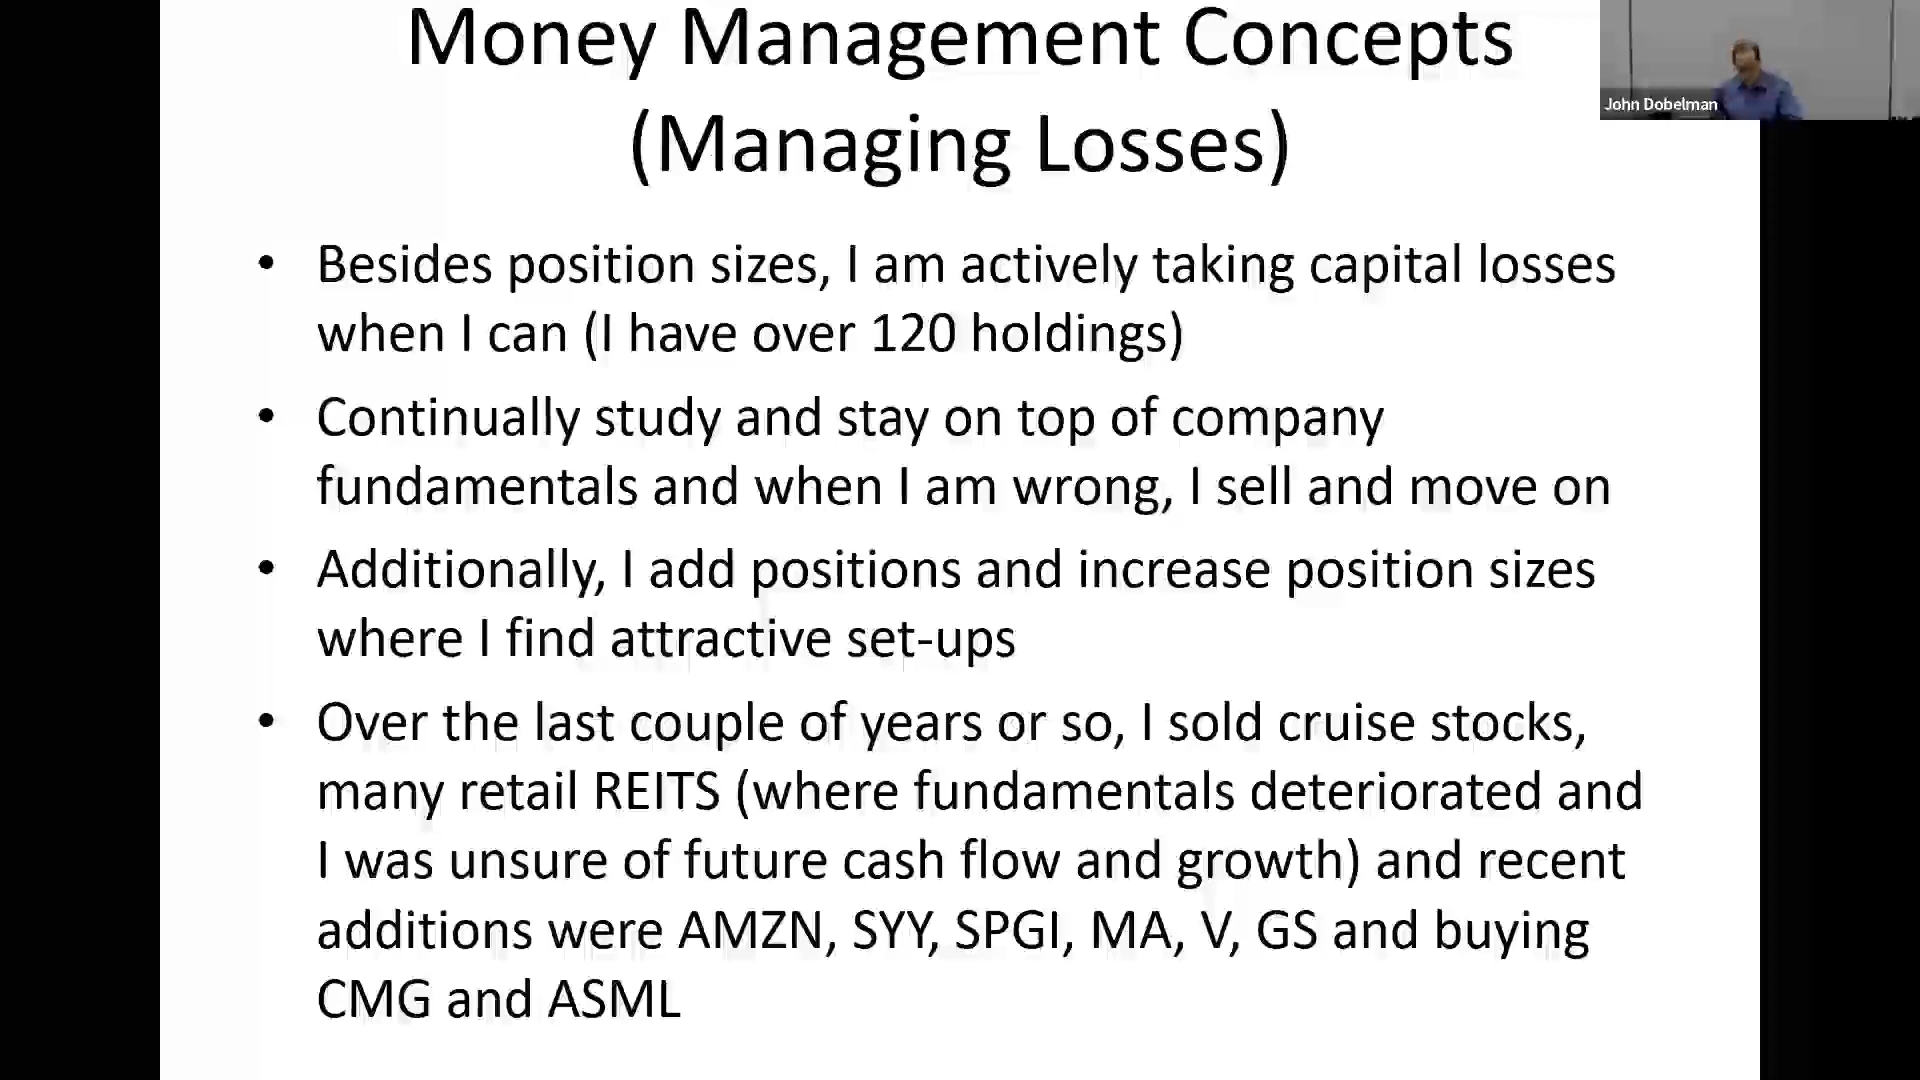 Money Management Concepts
(Managing Losses)
John Dobelman
• Besides position sizes, I am actively taking capital losses
when I can (I have over 120 holdings)
• Continually study and stay on top of company
fundamentals and when I am wrong, I sell and move on
• Additionally, I add positions and increase position sizes
where I find attractive set-ups
• Over the last couple of years or so, I sold cruise stocks,
many retail REITS (where fundamentals deteriorated and
I was unsure of future cash flow and growth) and recent
additions were AMZN, SYY, SPGI, MA, V, GS and buying
CMG and ASML